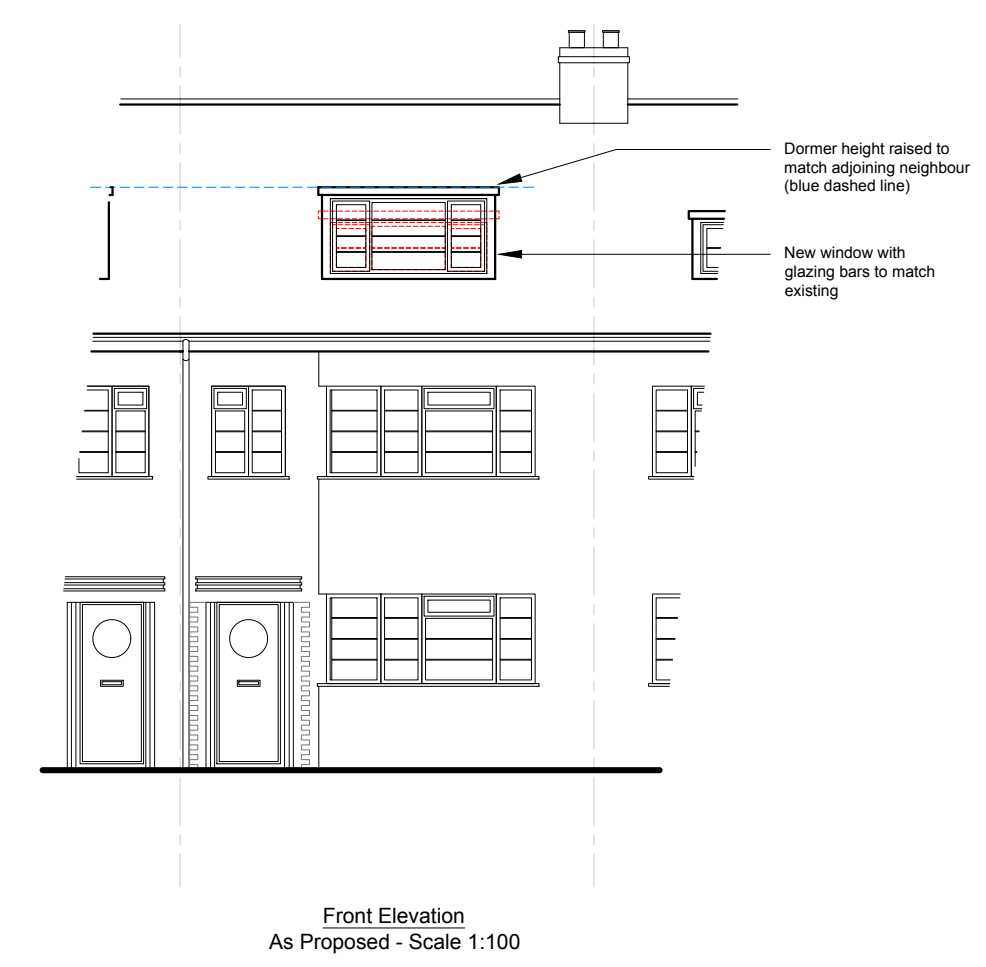 Dormer height raised to
match adjoining neighbour
(blue dashed line)
New window with
glazing bars to match
existing
Front Elevation
As Proposed - Scale 1:100